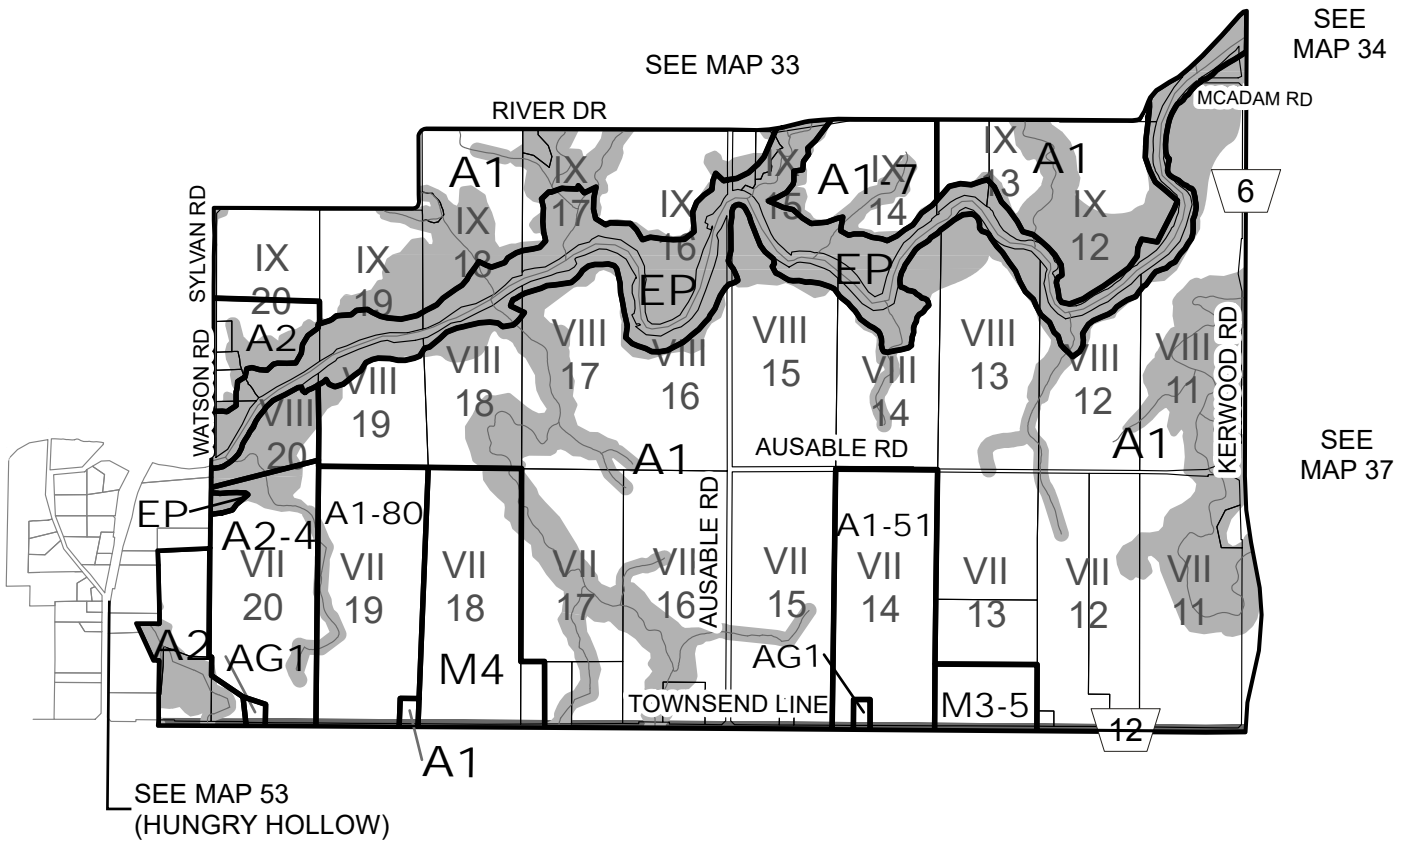 SEE
MAP 34
SEE MAP 33
MCADAM RD
RIVER DR
6
SYLVAN RD
A1
IX
18
IX
17
IX
16
IX
15
A1-7
IX
14
IX
13
A1
IX
12
IX
20
IX
19
EP
EP
A2
WATSON RD
VIII
20
VIII
19
VIII
18
VIII
17
VIII
16
VIII
15
VIII
14
VIII
13
VIII
12
VIII
11
KERWOOD RD
A1
AUSABLE RD
A1
SEE
MAP 37
EP
A2-4
A1-80
AUSABLE RD
A1-51
VII
20
VII
19
VII
18
VII
17
VII
16
VII
15
VII
14
VII
13
VII
12
VII
11
A2
AG1
M4
AG1
TOWNSEND LINE
M3-5
12
A1
SEE MAP 53
(HUNGRY HOLLOW)